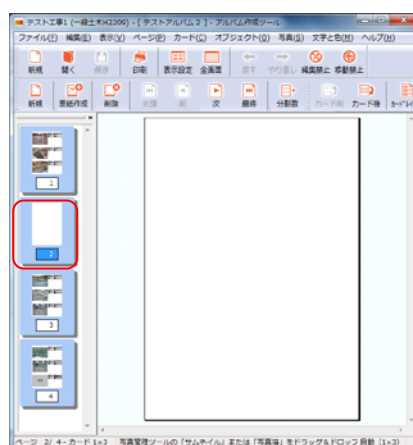 テスト工事1 (一般土木H2209) - [ テストアルバム2 ] - アルバム作成ツール
ファイル(F) 編集(E) 表示(V) ページ(P) カード(C) オブジェクト(O) 写真(S) 文字と色(M) ヘルプ(H)
新規 開く 保存 印刷 表示設定 全画面 戻す やり直し 編集禁止 移動禁止
新規 表紙作成 削除 先頭 前 次 最終 分割数 カード前 カード後 カードレイ
1
2
3
4
ページ 2/ 4 - カード 1×3 写真管理ツールの「サムネイル」または「写真組」をドラッグ&ドロップ 自動 (1×3)